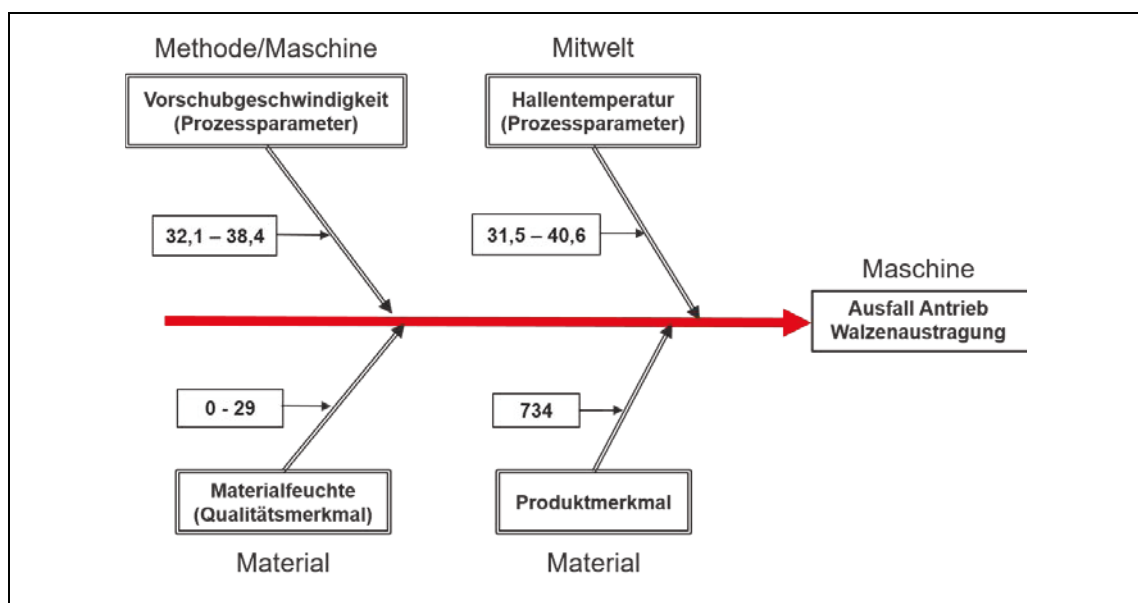 Methode/Maschine
Mitwelt
Vorschubgeschwindigkeit
(Prozessparameter)
Hallentemperatur
(Prozessparameter)
32,1 – 38,4
31,5 – 40,6
Maschine
Ausfall Antrieb
Walzenaustragung
0 - 29
734
Materialfeuchte
(Qualitätsmerkmal)
Produktmerkmal
Material
Material